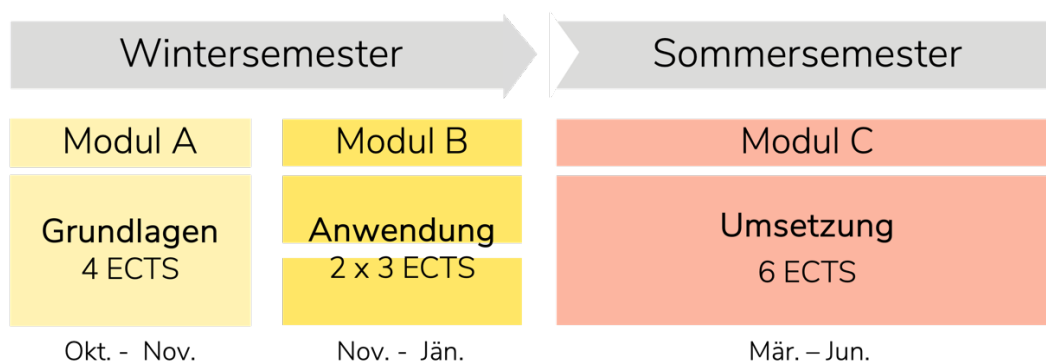 Wintersemester
Sommersemester
Modul A
Modul B
Modul C
Grundlagen
4 ECTS
Anwendung
2 x 3 ECTS
Umsetzung
6 ECTS
Okt. - Nov.
Nov. - Jän.
Mär. – Jun.